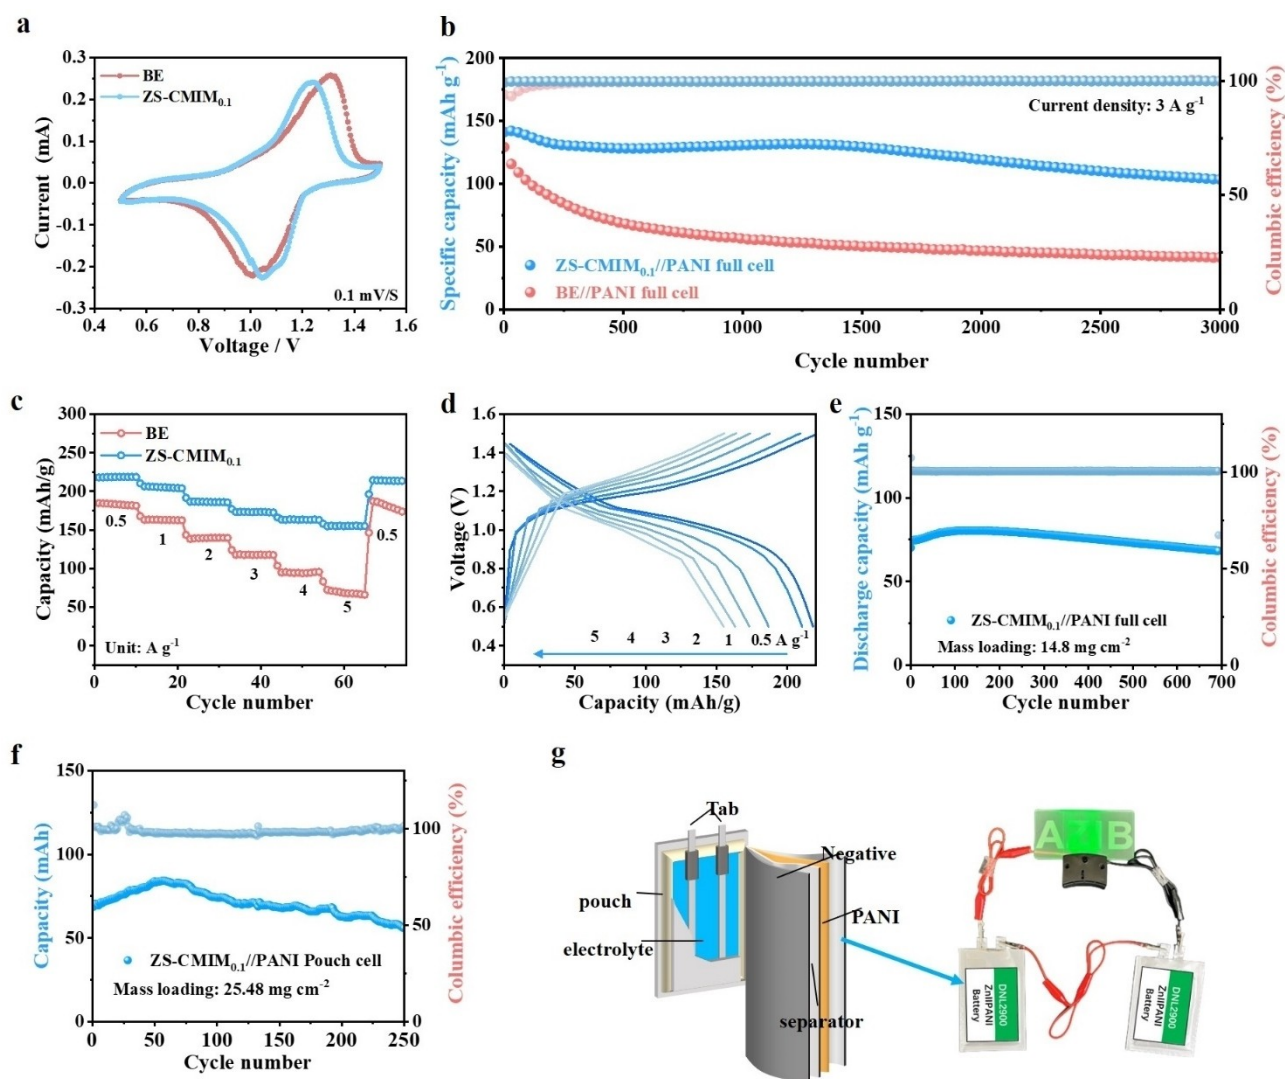 a
BE
ZS-CMIM0.1
0.3
0.2
0.1
0.0
-0.1
-0.2
-0.3
Current (mA)
0.1 mV/S
0.4 0.6 0.8 1.0 1.2 1.4 1.6
Voltage / V
b
200
150
100
50
0
Specific capacity (mAh g-1)
Current density: 3 A g-1
ZS-CMIM0.1//PANI full cell
BE//PANI full cell
100
50
0
Columbic efficiency (%)
0 500 1000 1500 2000 2500 3000
Cycle number
c
300
250
200
150
100
50
0
Capacity (mAh/g)
BE
ZS-CMIM0.1
0.5 1 2 3 4 5 0.5
Unit: A g-1
0 20 40 60
Cycle number
d
1.6
1.4
1.2
1.0
0.8
0.6
0.4
Voltage (V)
5 4 3 2 1 0.5 A g-1
0 50 100 150 200
Capacity (mAh/g)
e
150
100
50
0
Discharge capacity (mAh g-1)
ZS-CMIM0.1//PANI full cell
Mass loading: 14.8 mg cm-2
100
50
0
Columbic efficiency (%)
0 100 200 300 400 500 600 700
Cycle number
f
150
100
50
0
Capacity (mAh)
ZS-CMIM0.1//PANI Pouch cell
Mass loading: 25.48 mg cm-2
100
50
0
Columbic efficiency (%)
0 50 100 150 200 250
Cycle number
g
Tab
Negative
pouch
PANI
electrolyte
separator
A B
DNL2900
Zn||PANI
Battery
DNL2900
Zn||PANI
Battery